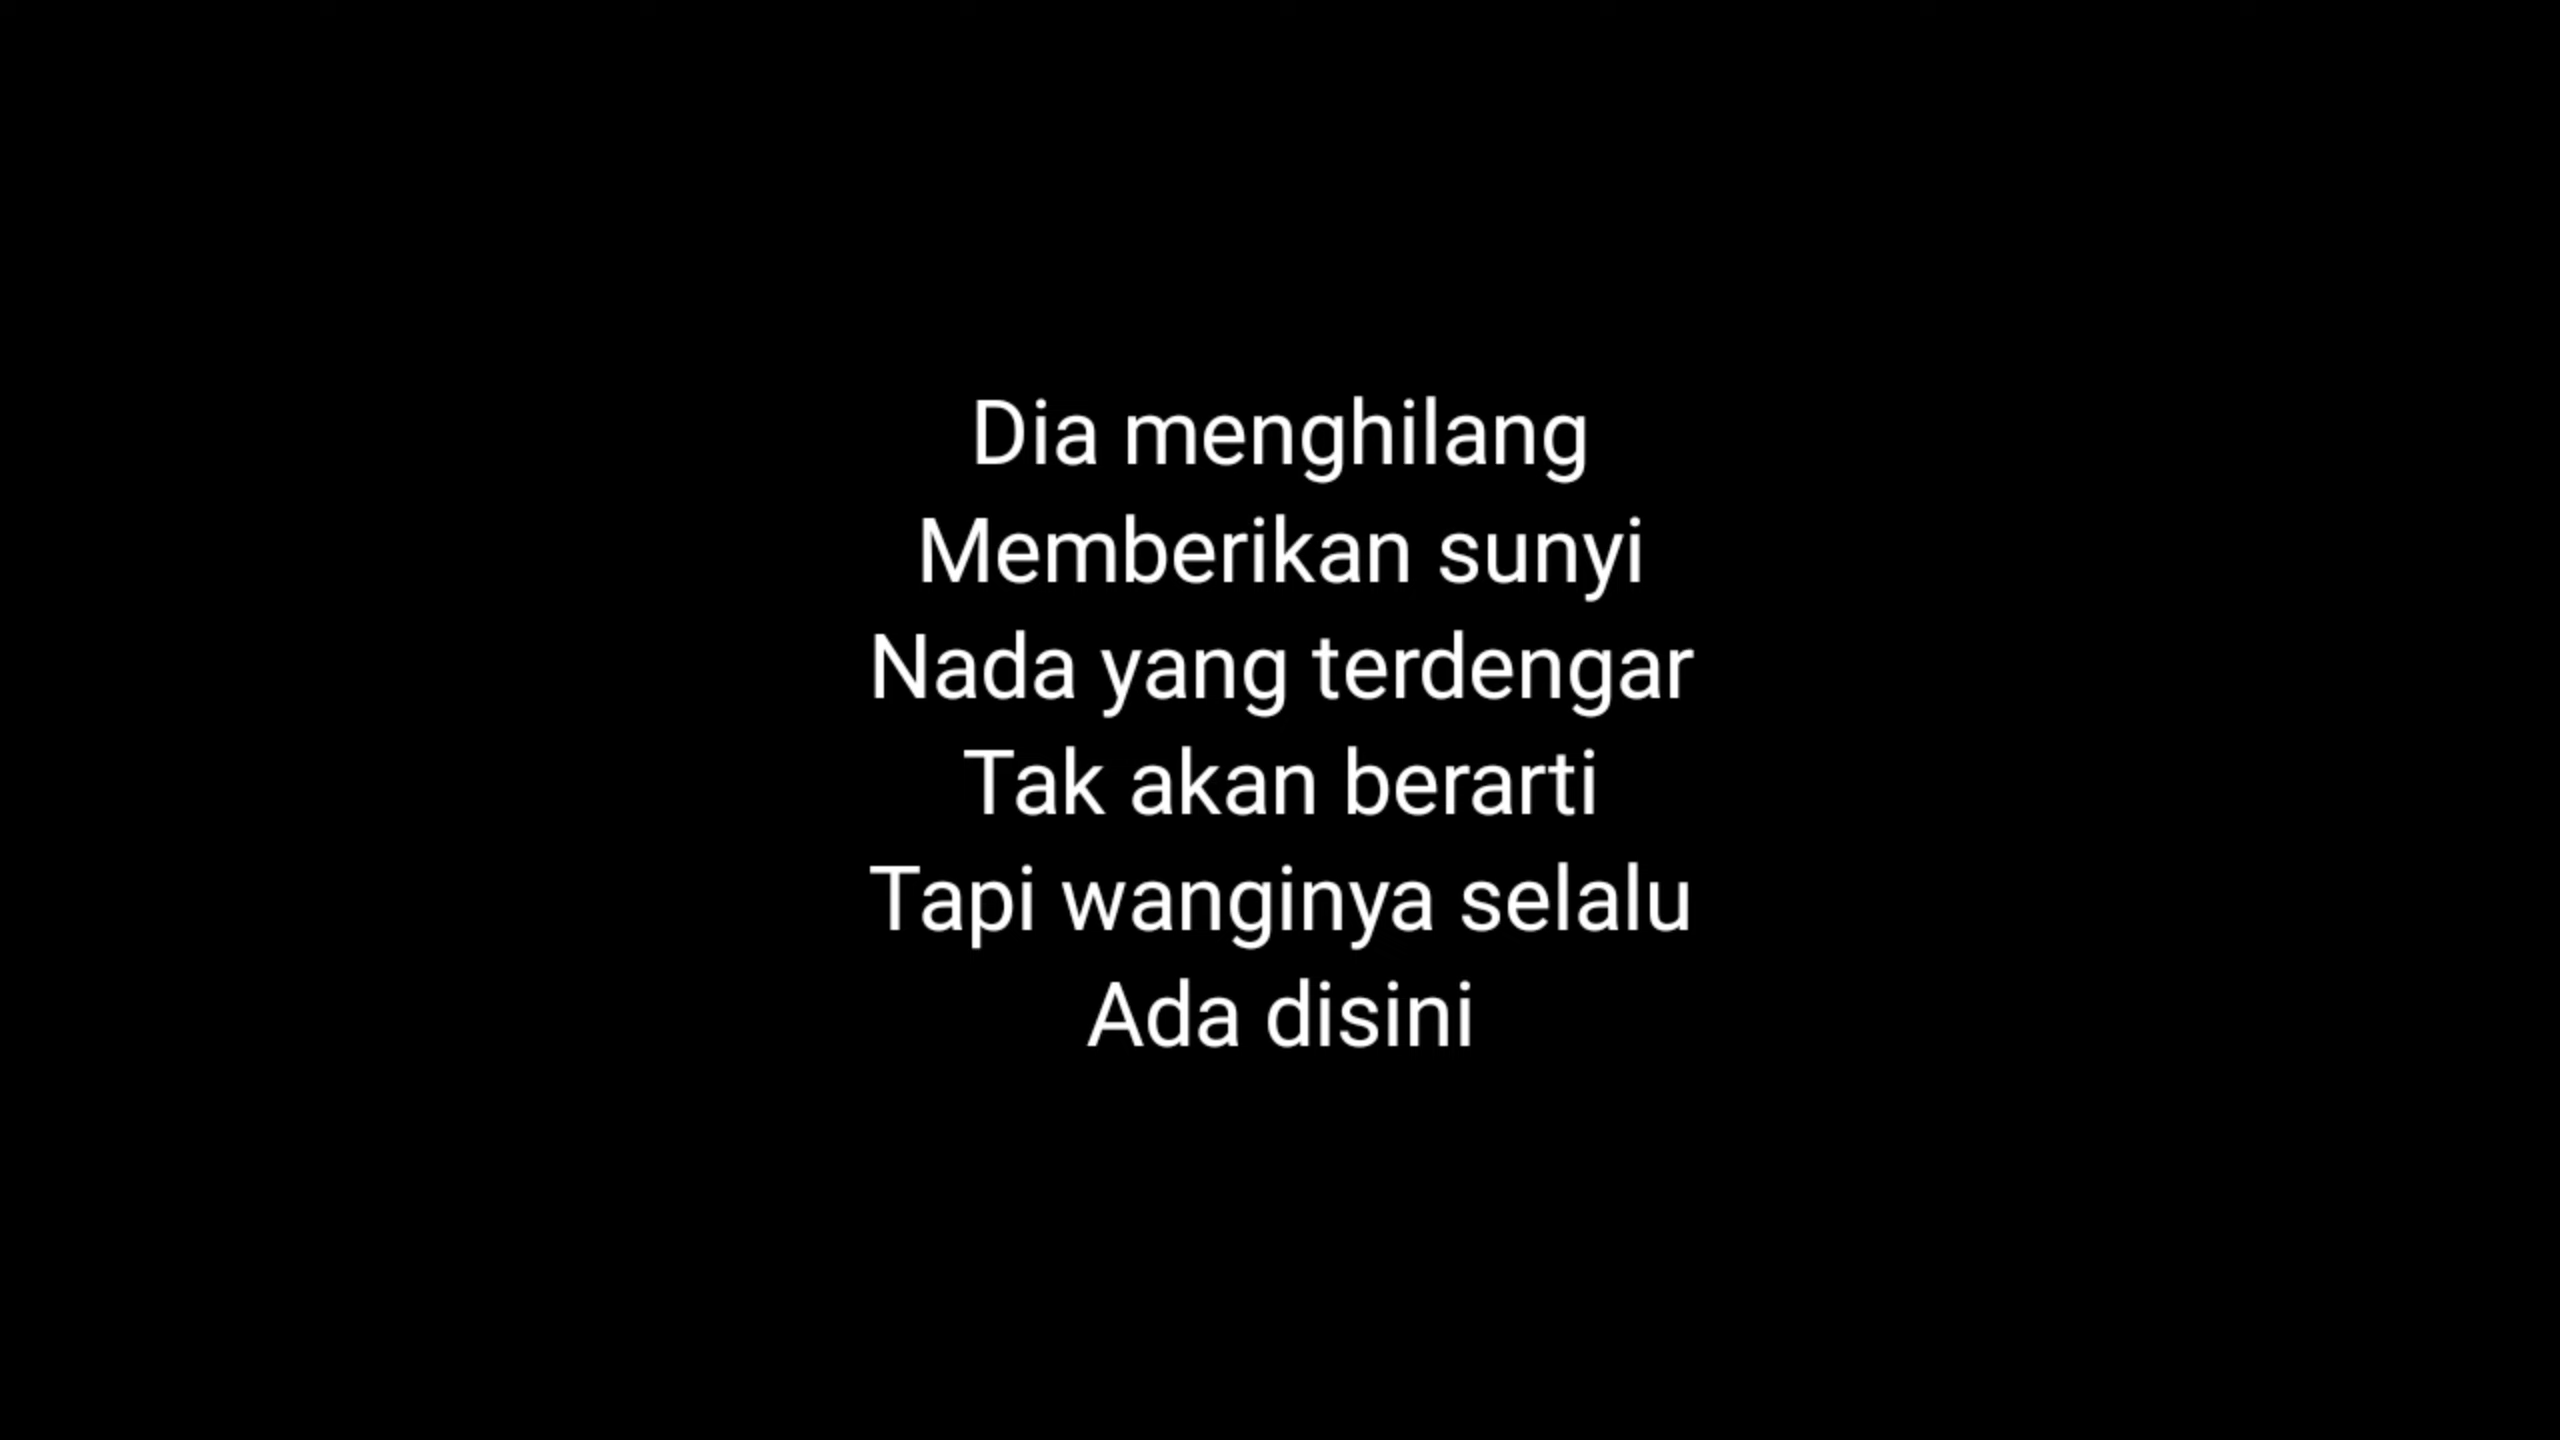 Dia menghilang
Memberikan sunyi
Nada yang terdengar
Tak akan berarti
Tapi wanginya selalu
Ada disini